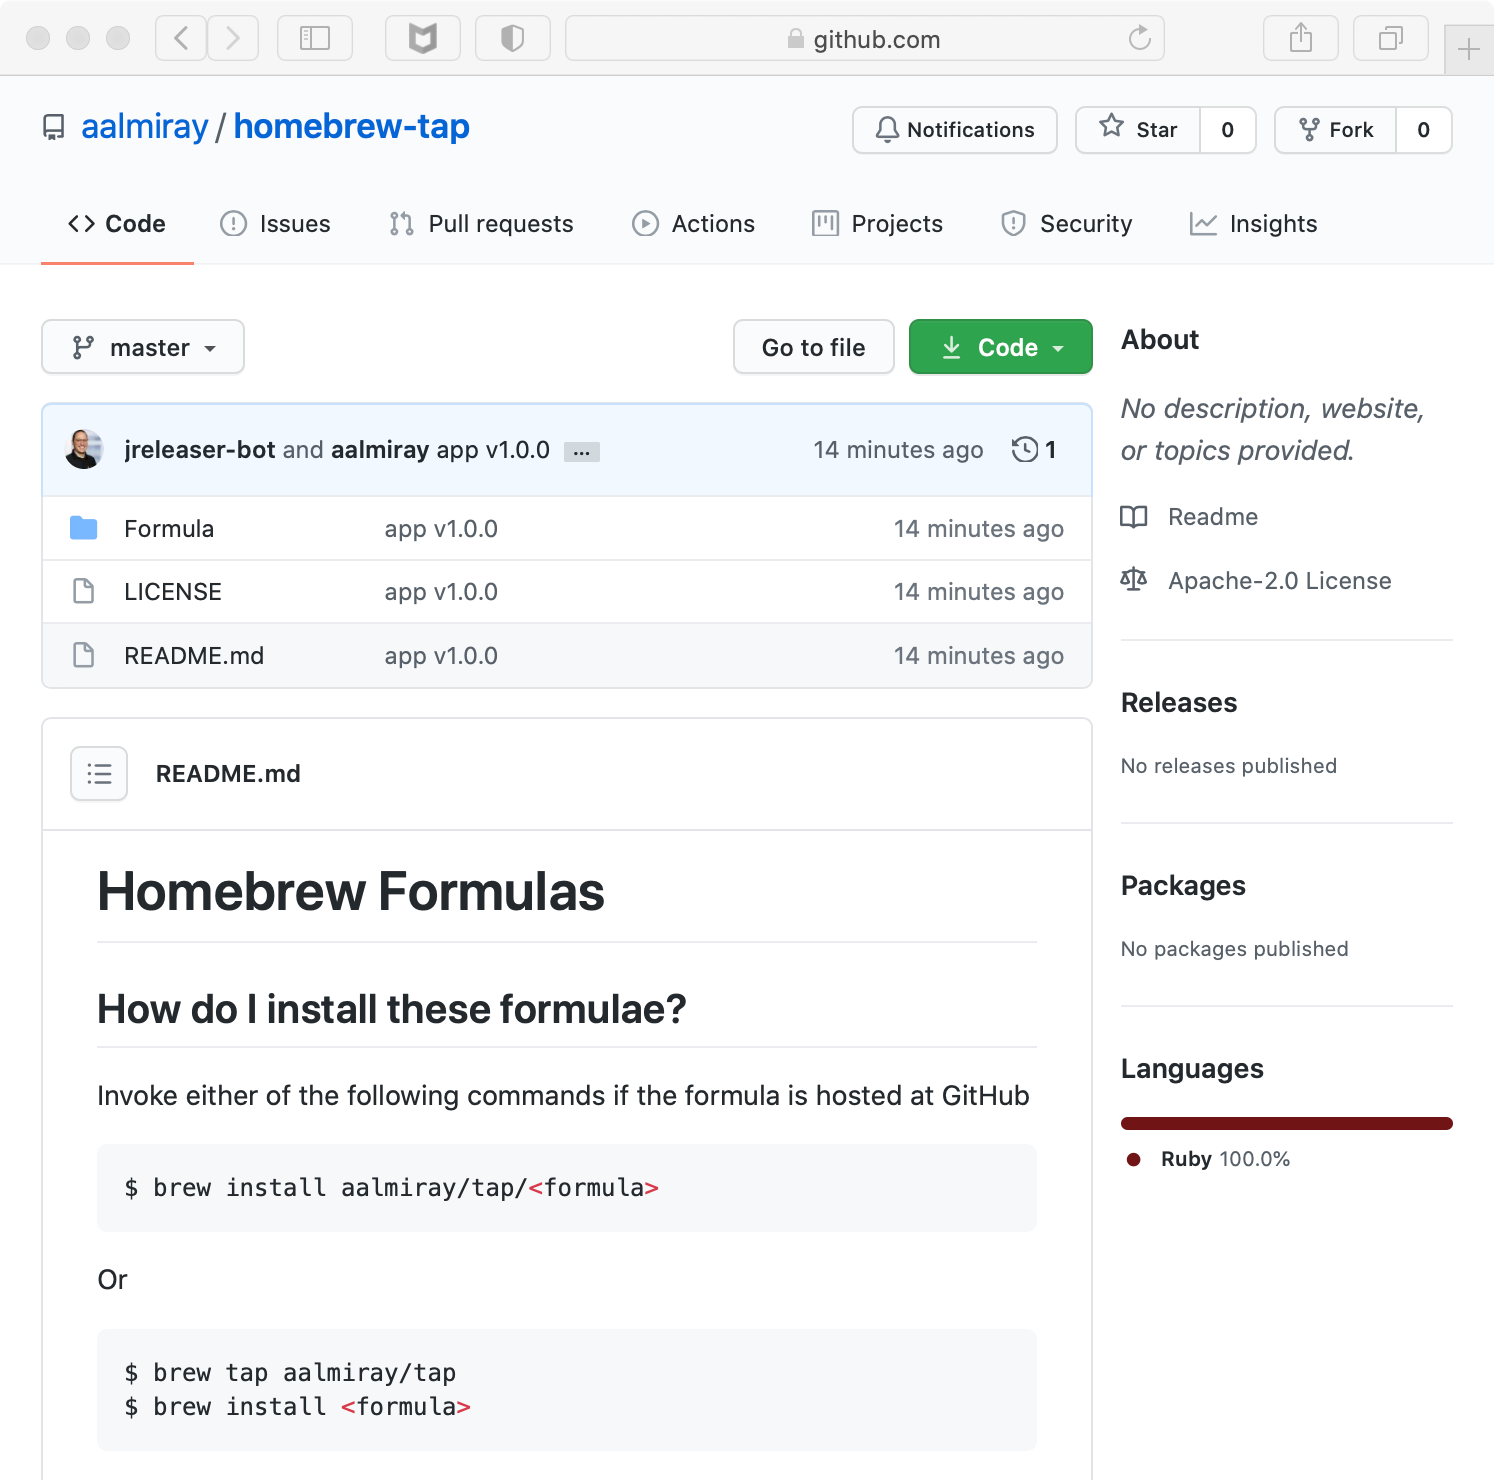 github.com
aalmiray / homebrew-tap
Notifications
Star 0
Fork 0
Code
Issues
Pull requests
Actions
Projects
Security
Insights
master
Go to file
Code
jreleaser-bot and aalmiray app v1.0.0 ...
14 minutes ago
1
Formula app v1.0.0 14 minutes ago
LICENSE app v1.0.0 14 minutes ago
README.md app v1.0.0 14 minutes ago
README.md
Homebrew Formulas
How do I install these formulae?
Invoke either of the following commands if the formula is hosted at GitHub
$ brew install aalmiray/tap/<formula>
Or
$ brew tap aalmiray/tap
$ brew install <formula>
About
No description, website,
or topics provided.
Readme
Apache-2.0 License
Releases
No releases published
Packages
No packages published
Languages
Ruby 100.0%